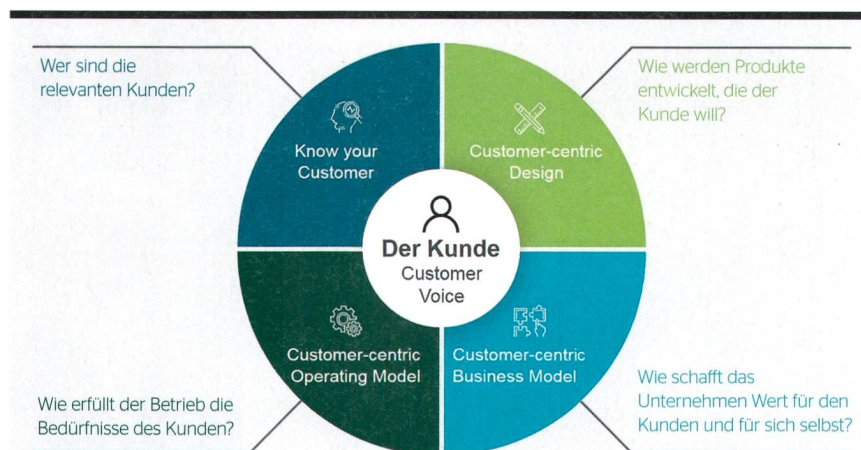 Wer sind die
relevanten Kunden?
Wie werden Produkte
entwickelt, die der
Kunde will?
Know your
Customer
Customer-centric
Design
Der Kunde
Customer
Voice
Customer-centric
Operating Model
Customer-centric
Business Model
Wie erfüllt der Betrieb die
Bedürfnisse des Kunden?
Wie schafft das
Unternehmen Wert für den
Kunden und für sich selbst?